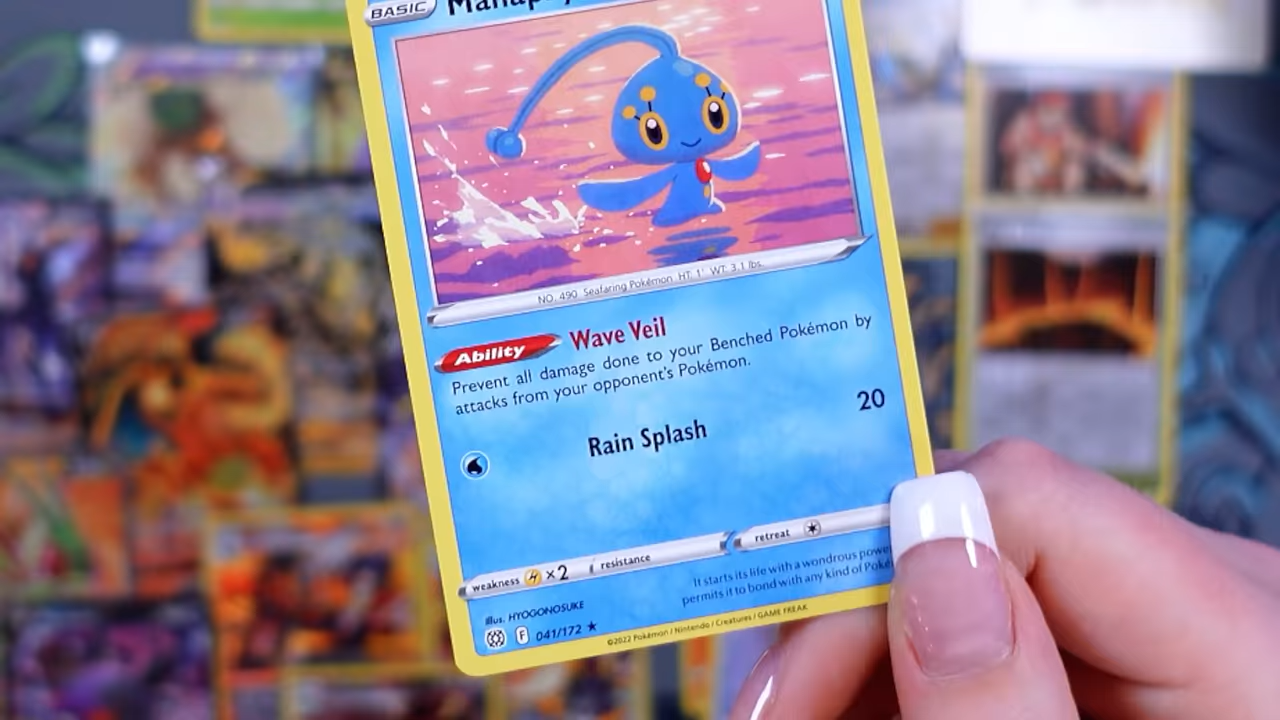 BASIC
NO. 490 Seafaring Pokémon HT: 1' WT: 3.1 lbs.
Ability Wave Veil
Prevent all damage done to your Benched Pokémon by
attacks from your opponent's Pokémon.
Rain Splash 20
weakness ×2 resistance retreat
It starts its life with a wondrous
permits it to bond with any kind of
illus. HYOGONOSUKE
F 041/172 ★
©2022 Pokémon / Nintendo / Creatures / GAME FREAK